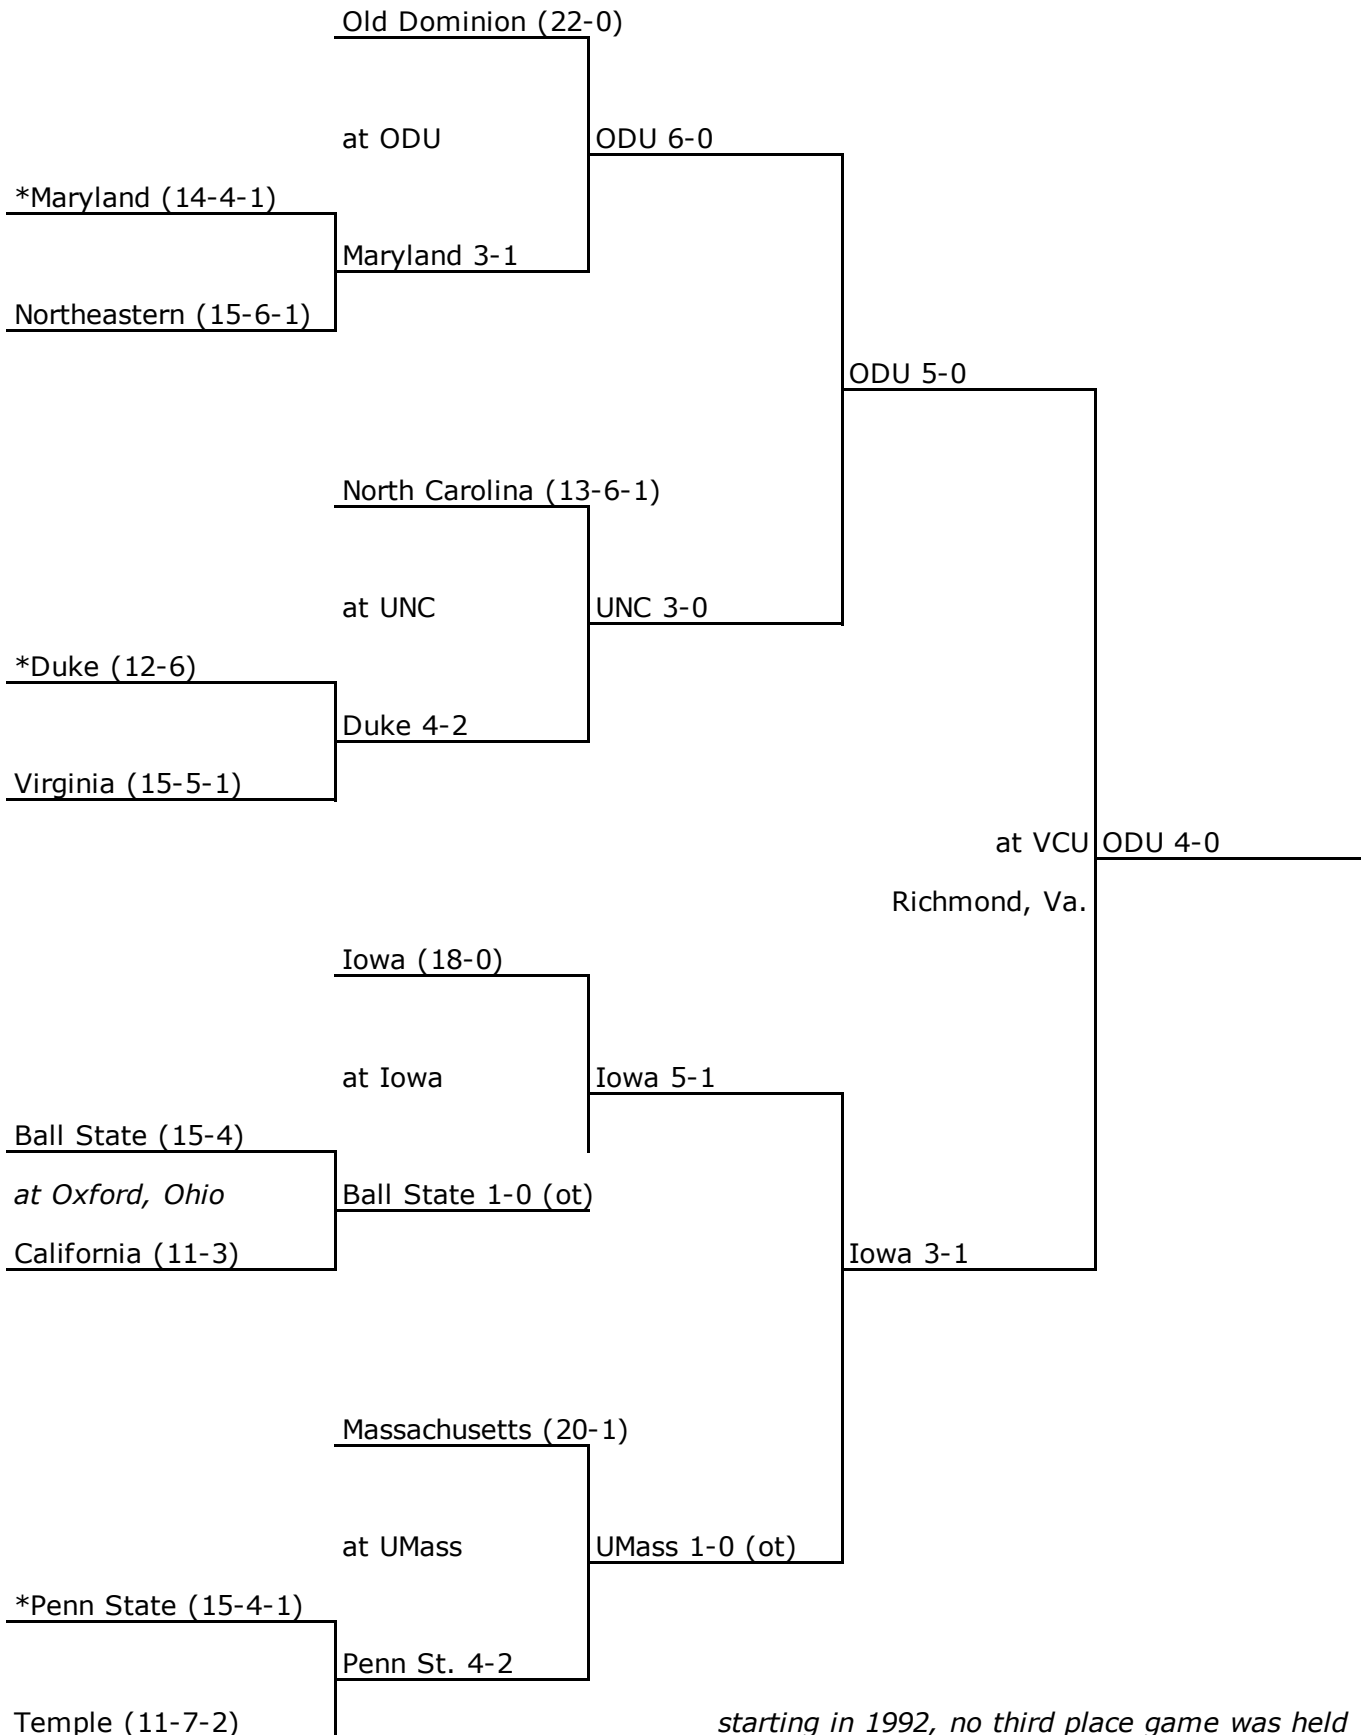 Old Dominion (22-0)
at ODU
ODU 6-0
*Maryland (14-4-1)
Maryland 3-1
Northeastern (15-6-1)
ODU 5-0
North Carolina (13-6-1)
at UNC
UNC 3-0
*Duke (12-6)
Duke 4-2
Virginia (15-5-1)
at VCU
ODU 4-0
Richmond, Va.
Iowa (18-0)
at Iowa
Iowa 5-1
Ball State (15-4)
at Oxford, Ohio
Ball State 1-0 (ot)
California (11-3)
Iowa 3-1
Massachusetts (20-1)
at UMass
UMass 1-0 (ot)
*Penn State (15-4-1)
Penn St. 4-2
Temple (11-7-2)
starting in 1992, no third place game was held